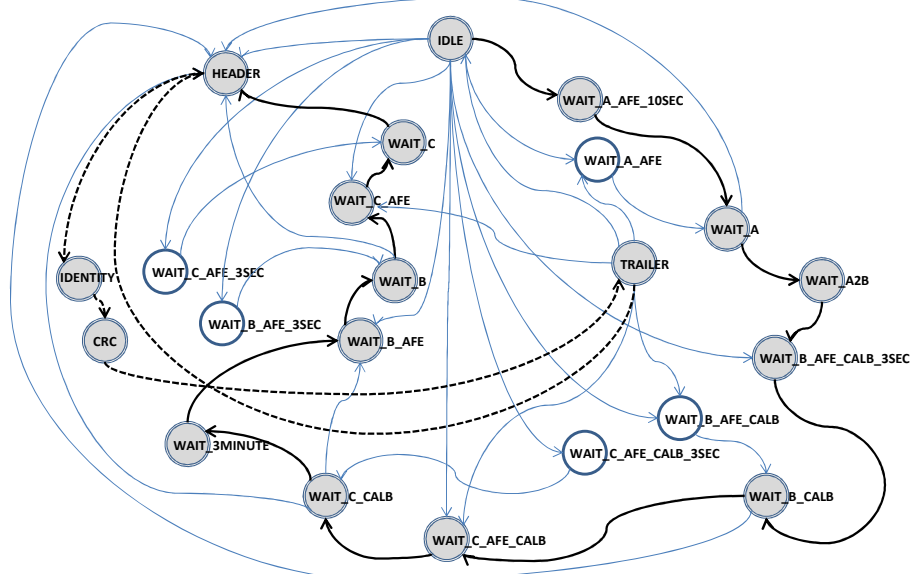 IDLE
HEADER
WAIT_A_AFE_10SEC
WAIT_C
WAIT_A_AFE
WAIT_C_AFE
WAIT_A
TRAILER
WAIT_C_AFE_3SEC
IDENTITY
WAIT_B
WAIT_A2B
WAIT_B_AFE_3SEC
CRC
WAIT_B_AFE
WAIT_B_AFE_CALB_3SEC
WAIT_B_AFE_CALB
WAIT_3MINUTE
WAIT_C_AFE_CALB_3SEC
WAIT_C_CALB
WAIT_B_CALB
WAIT_C_AFE_CALB